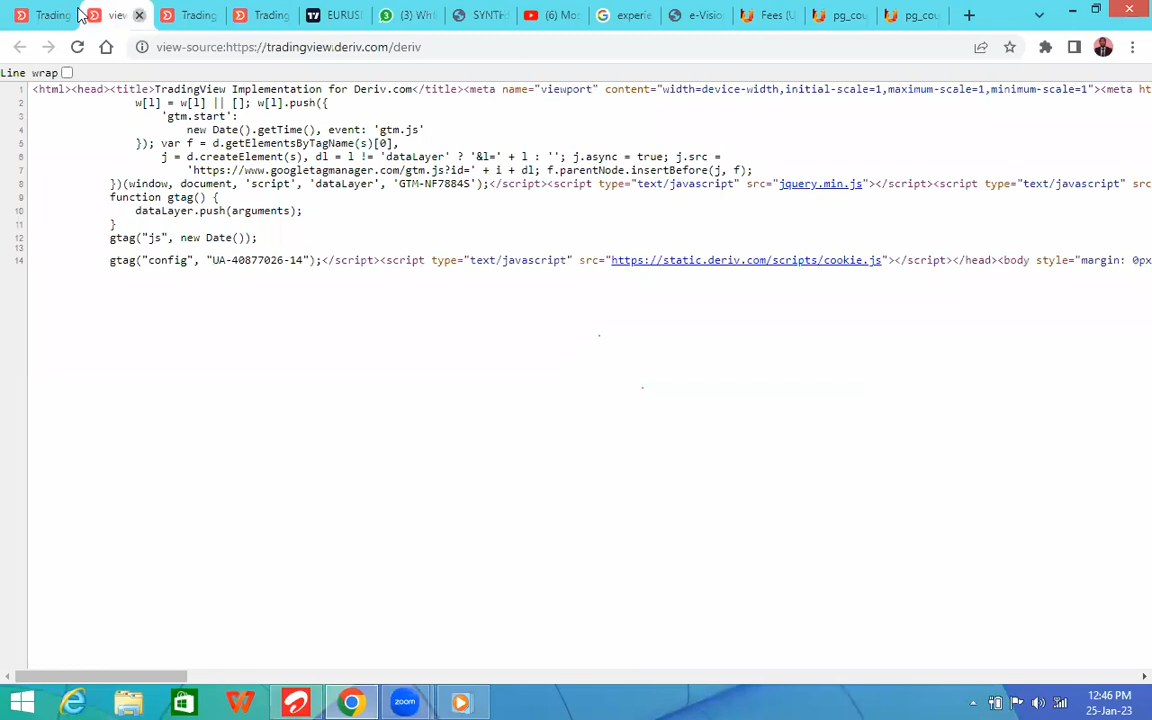 Trading
view
Trading
Trading
EURUS
(3) Wh
SYNTH
(6) Mo
experie
e-Visio
Fees [U
pg_cou
pg_cou
view-source:https://tradingview.deriv.com/deriv
Line wrap
1 <html><head><title>TradingView Implementation for Deriv.com</title><meta name="viewport" content="width=device-width,initial-scale=1,maximum-scale=1,minimum-scale=1"><meta ht
2 w[l] = w[l] || []; w[l].push({
3 'gtm.start':
4 new Date().getTime(), event: 'gtm.js'
5 }); var f = d.getElementsByTagName(s)[0],
6 j = d.createElement(s), dl = l != 'dataLayer' ? '&l=' + l : ''; j.async = true; j.src =
7 'https://www.googletagmanager.com/gtm.js?id=' + i + dl; f.parentNode.insertBefore(j, f);
8 })(window, document, 'script', 'dataLayer', 'GTM-NF7884S');</script><script type="text/javascript" src="jquery.min.js"></script><script type="text/javascript" src
9 function gtag() {
10 dataLayer.push(arguments);
11 }
12 gtag("js", new Date());
13
14 gtag("config", "UA-40877026-14");</script><script type="text/javascript" src="https://static.deriv.com/scripts/cookie.js"></script></head><body style="margin: 0px
zoom
12:46 PM
25-Jan-23